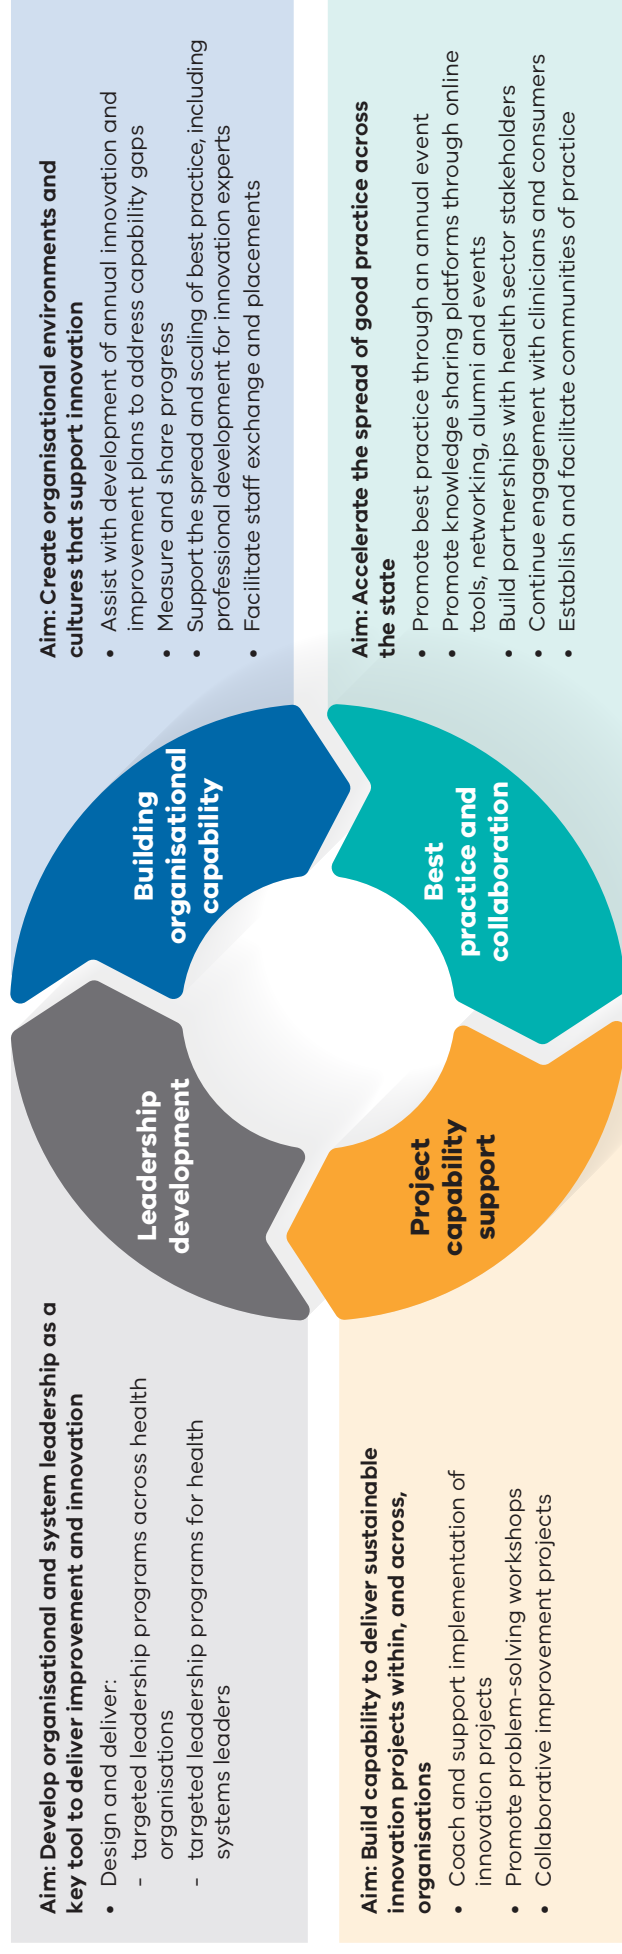 Aim: Develop organisational and system leadership as a
key tool to deliver improvement and innovation
• Design and deliver:
- targeted leadership programs across health
organisations
- targeted leadership programs for health
systems leaders
Leadership
development
Building
organisational
capability
Aim: Create organisational environments and
cultures that support innovation
• Assist with development of annual innovation and
improvement plans to address capability gaps
• Measure and share progress
• Support the spread and scaling of best practice, including
professional development for innovation experts
• Facilitate staff exchange and placements
Aim: Build capability to deliver sustainable
innovation projects within, and across,
organisations
• Coach and support implementation of
innovation projects
• Promote problem-solving workshops
• Collaborative improvement projects
Project
capability
support
Best
practice and
collaboration
Aim: Accelerate the spread of good practice across
the state
• Promote best practice through an annual event
• Promote knowledge sharing platforms through online
tools, networking, alumni and events
• Build partnerships with health sector stakeholders
• Continue engagement with clinicians and consumers
• Establish and facilitate communities of practice